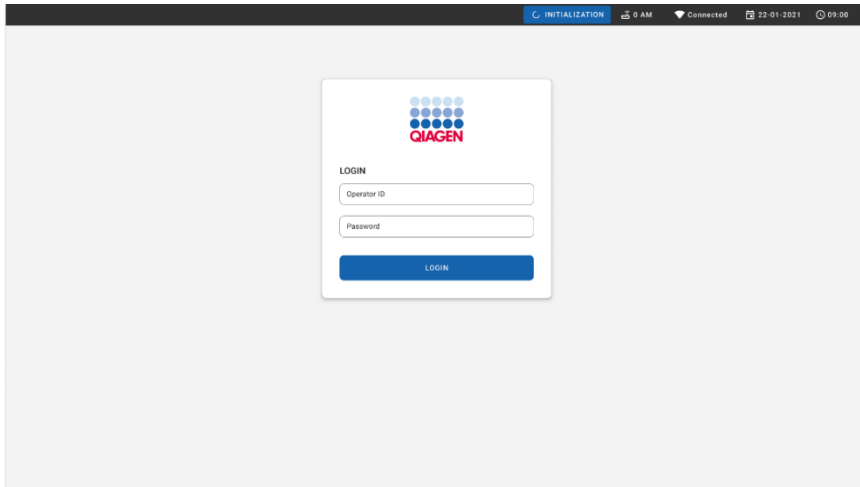 INITIALIZATION 0 AM Connected 22-01-2021 09:00
QIAGEN
LOGIN
Operator ID
Password
LOGIN